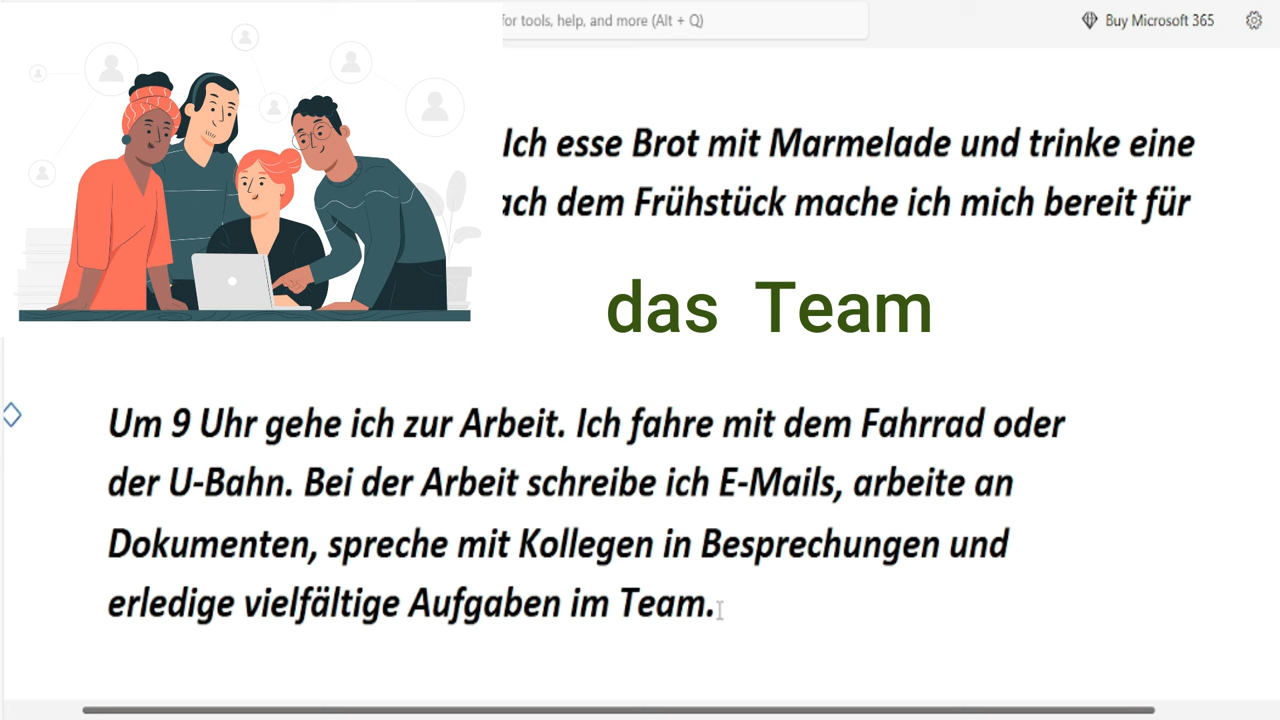 for tools, help, and more (Alt + Q)
Buy Microsoft 365
Ich esse Brot mit Marmelade und trinke eine
dem Frühstück mache ich mich bereit für
das Team
Um 9 Uhr gehe ich zur Arbeit. Ich fahre mit dem Fahrrad oder
der U-Bahn. Bei der Arbeit schreibe ich E-Mails, arbeite an
Dokumenten, spreche mit Kollegen in Besprechungen und
erledige vielfältige Aufgaben im Team.